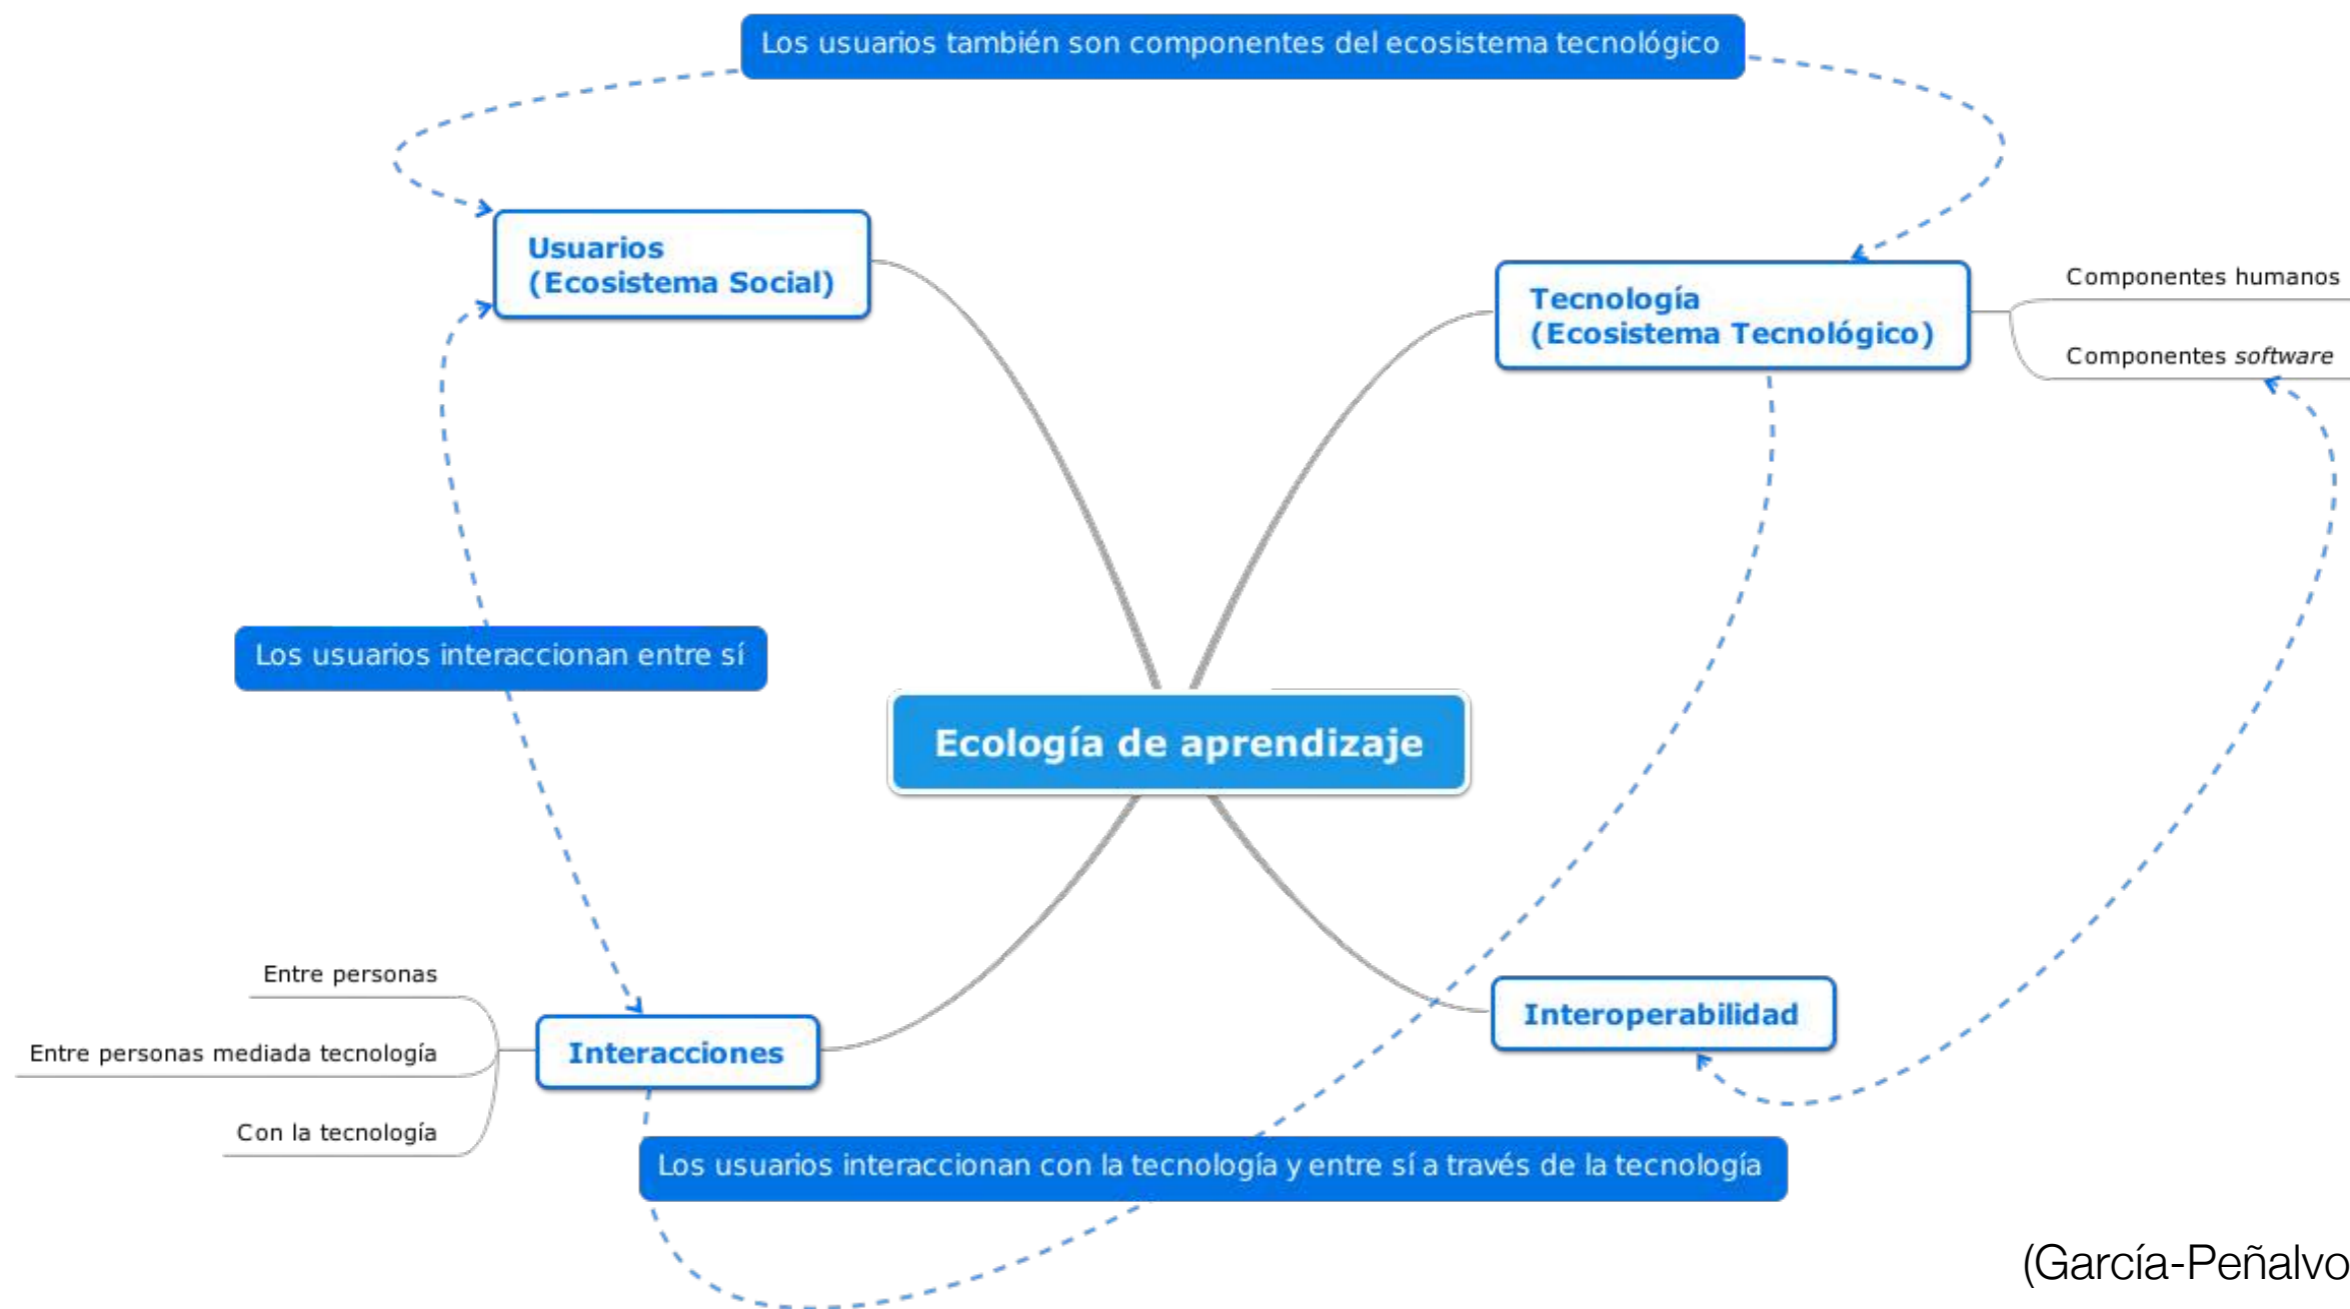 Los usuarios también son componentes del ecosistema tecnológico
Usuarios
(Ecosistema Social)
Tecnología
(Ecosistema Tecnológico)
Componentes humanos
Componentes software
Los usuarios interaccionan entre sí
Ecología de aprendizaje
Entre personas
Entre personas mediada tecnología
Con la tecnología
Interacciones
Interoperabilidad
Los usuarios interaccionan con la tecnología y entre sí a través de la tecnología
(García-Peñalvo